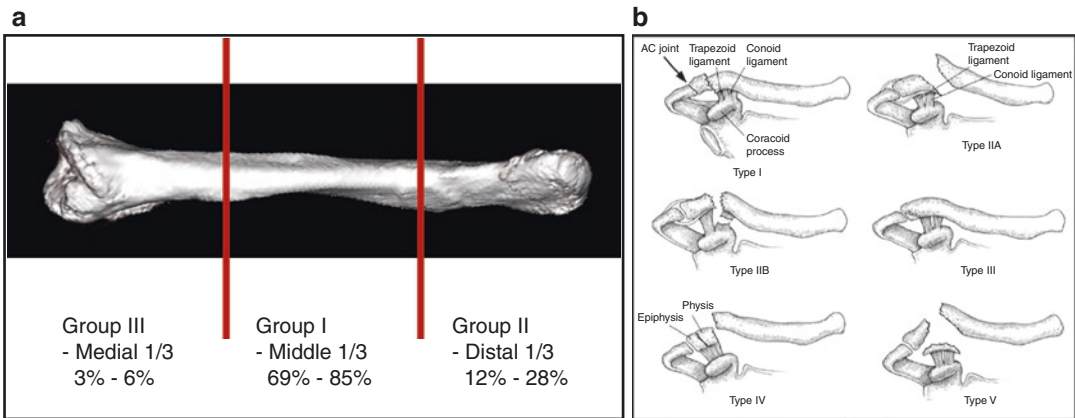 a
Group III
- Medial 1/3
3% - 6%
Group I
- Middle 1/3
69% - 85%
Group II
- Distal 1/3
12% - 28%
b
AC joint
Trapezoid
ligament
Conoid
ligament
Coracoid
process
Type I
Trapezoid
ligament
Conoid ligament
Type IIA
Type IIB
Type III
Epiphysis
Physis
Type IV
Type V